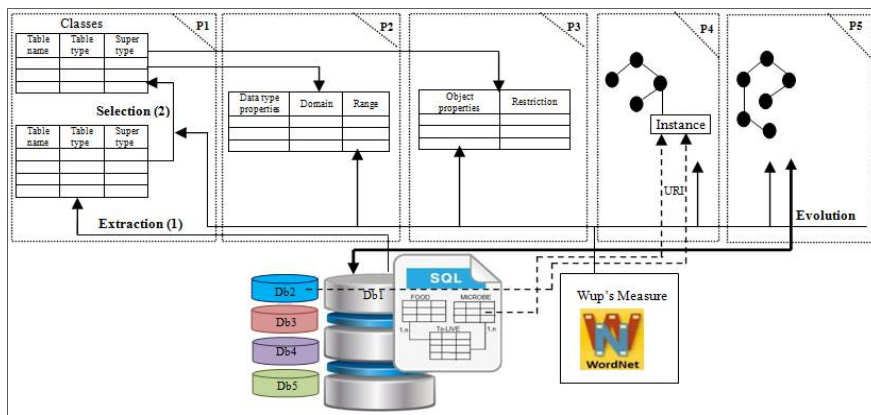 Classes
P1
P2
P3
P4
P5
Table name
Table type
Super type
Selection (2)
Table name
Table type
Super type
Extraction (1)
Data type properties
Domain
Range
Object properties
Restriction
Instance
URI
Evolution
Db1
Db2
Db3
Db4
Db5
SQL
FOOD
MICROBE
1.n
To-LIVE
1.n
Wup's Measure
W
N
WordNet